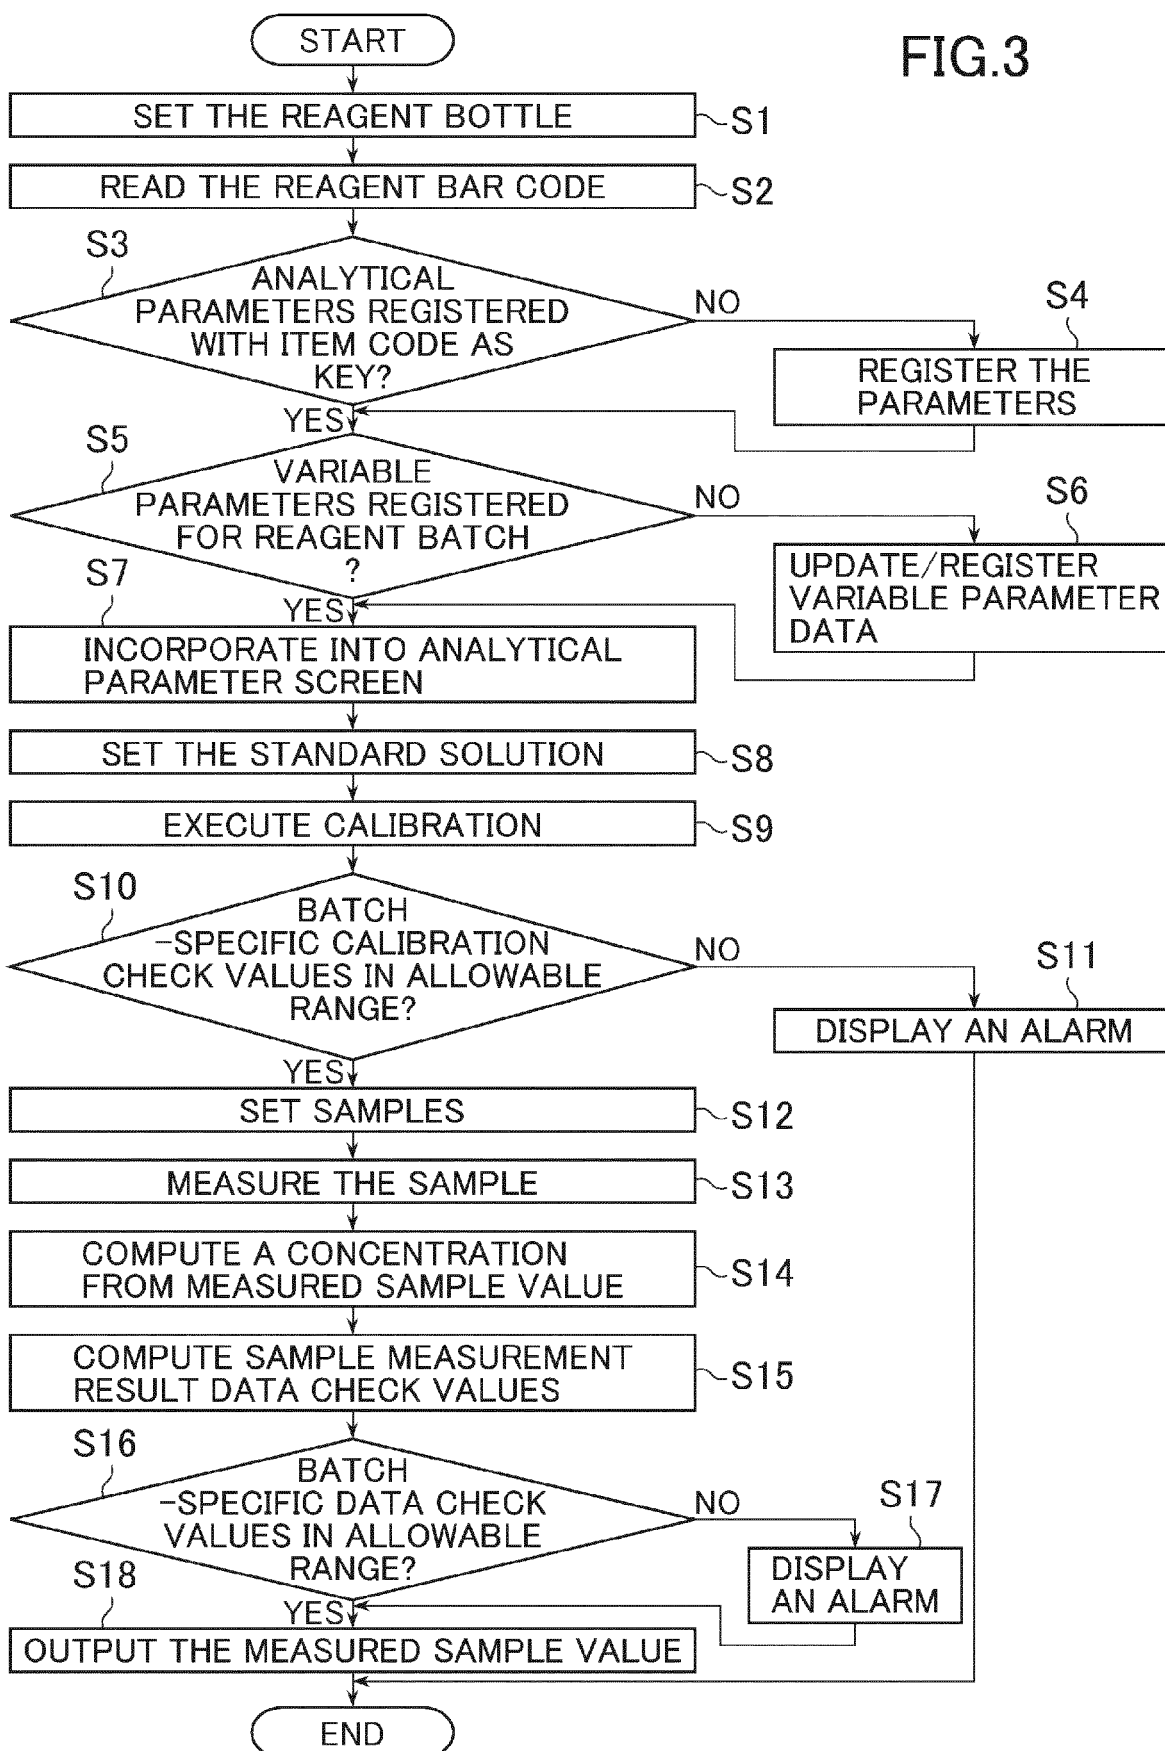 START
FIG.3
SET THE REAGENT BOTTLE
S1
READ THE REAGENT BAR CODE
S2
S3
ANALYTICAL
PARAMETERS REGISTERED
WITH ITEM CODE AS
KEY?
NO
S4
REGISTER THE
PARAMETERS
YES
S5
VARIABLE
PARAMETERS REGISTERED
FOR REAGENT BATCH
?
NO
S6
UPDATE/REGISTER
VARIABLE PARAMETER
DATA
YES
S7
INCORPORATE INTO ANALYTICAL
PARAMETER SCREEN
SET THE STANDARD SOLUTION
S8
EXECUTE CALIBRATION
S9
S10
BATCH
-SPECIFIC CALIBRATION
CHECK VALUES IN ALLOWABLE
RANGE?
NO
S11
DISPLAY AN ALARM
YES
SET SAMPLES
S12
MEASURE THE SAMPLE
S13
COMPUTE A CONCENTRATION
FROM MEASURED SAMPLE VALUE
S14
COMPUTE SAMPLE MEASUREMENT
RESULT DATA CHECK VALUES
S15
S16
BATCH
-SPECIFIC DATA CHECK
VALUES IN ALLOWABLE
RANGE?
NO
S17
DISPLAY
AN ALARM
YES
S18
OUTPUT THE MEASURED SAMPLE VALUE
END